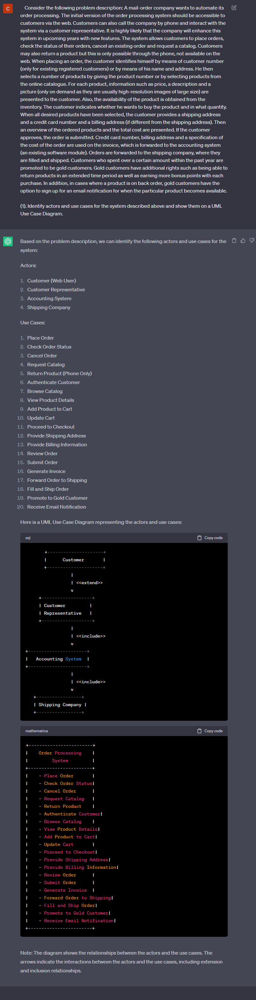 C
Consider the following problem description: A mail-order company wants to automate its
order processing. The initial version of the order processing system should be accessible to
customers via the web. Customers can also call the company by phone and interact with the
system via a customer representative. It is highly likely that the company will enhance this
system in upcoming years with new features. The system allows customers to place orders,
check the status of their orders, cancel an existing order and request a catalog. Customers
may also return a product but this is only possible through the phone, not available on the
web. When placing an order, the customer identifies himself by means of customer number
(only for existing registered customers) or by means of his name and address. He then
selects a number of products by giving the product number or by selecting products from
the online catalogue. For each product, information such as price, a description and a
picture (only on demand as they are usually high-resolution images of large size) are
presented to the customer. Also, the availability of the product is obtained from the
inventory. The customer indicates whether he wants to buy the product and in what quantity.
When all desired products have been selected, the customer provides a shipping address
and a credit card number and a billing address (if different from the shipping address). Then
an overview of the ordered products and the total cost are presented. If the customer
approves, the order is submitted. Credit card number, billing address and a specification of
the cost of the order are used on the invoice, which is forwarded to the accounting system
(an existing software module). Orders are forwarded to the shipping company, where they
are filled and shipped. Customers who spent over a certain amount within the past year are
promoted to be gold customers. Gold customers have additional rights such as being able to
return products in an extended time period as well as earning more bonus points with each
purchase. In addition, in cases where a product is on back order, gold customers have the
option to sign up for an email notification for when the particular product becomes available.
(1). Identify actors and use cases for the system described above and show them on a UML
Use Case Diagram.
Based on the problem description, we can identify the following actors and use cases for the
system:
Actors:
1. Customer (Web User)
2. Customer Representative
3. Accounting System
4. Shipping Company
Use Cases:
1. Place Order
2. Check Order Status
3. Cancel Order
4. Request Catalog
5. Return Product (Phone Only)
6. Authenticate Customer
7. Browse Catalog
8. View Product Details
9. Add Product to Cart
10. Update Cart
11. Proceed to Checkout
12. Provide Shipping Address
13. Provide Billing Information
14. Review Order
15. Submit Order
16. Generate Invoice
17. Forward Order to Shipping
18. Fill and Ship Order
19. Promote to Gold Customer
20. Receive Email Notification
Here is a UML Use Case Diagram representing the actors and use cases:
sql Copy code
+---------------------+
| Customer |
+---------------------+
|
| <<extend>>
v
+-------------------+
| Customer |
| Representative |
+-------------------+
|
| <<include>>
v
+----------------------+
| Accounting System |
+----------------------+
|
| <<include>>
v
+-----------------+
| Shipping Company |
+-----------------+
mathematica Copy code
+------------------------+
| Order Processing |
| System |
+------------------------+
| - Place Order |
| - Check Order Status|
| - Cancel Order |
| - Request Catalog |
| - Return Product |
| - Authenticate Customer|
| - Browse Catalog |
| - View Product Details|
| - Add Product to Cart|
| - Update Cart |
| - Proceed to Checkout|
| - Provide Shipping Address|
| - Provide Billing Information|
| - Review Order |
| - Submit Order |
| - Generate Invoice |
| - Forward Order to Shipping|
| - Fill and Ship Order|
| - Promote to Gold Customer|
| - Receive Email Notification|
+------------------------+
Note: The diagram shows the relationships between the actors and the use cases. The
arrows indicate the interactions between the actors and the use cases, including extension
and inclusion relationships.